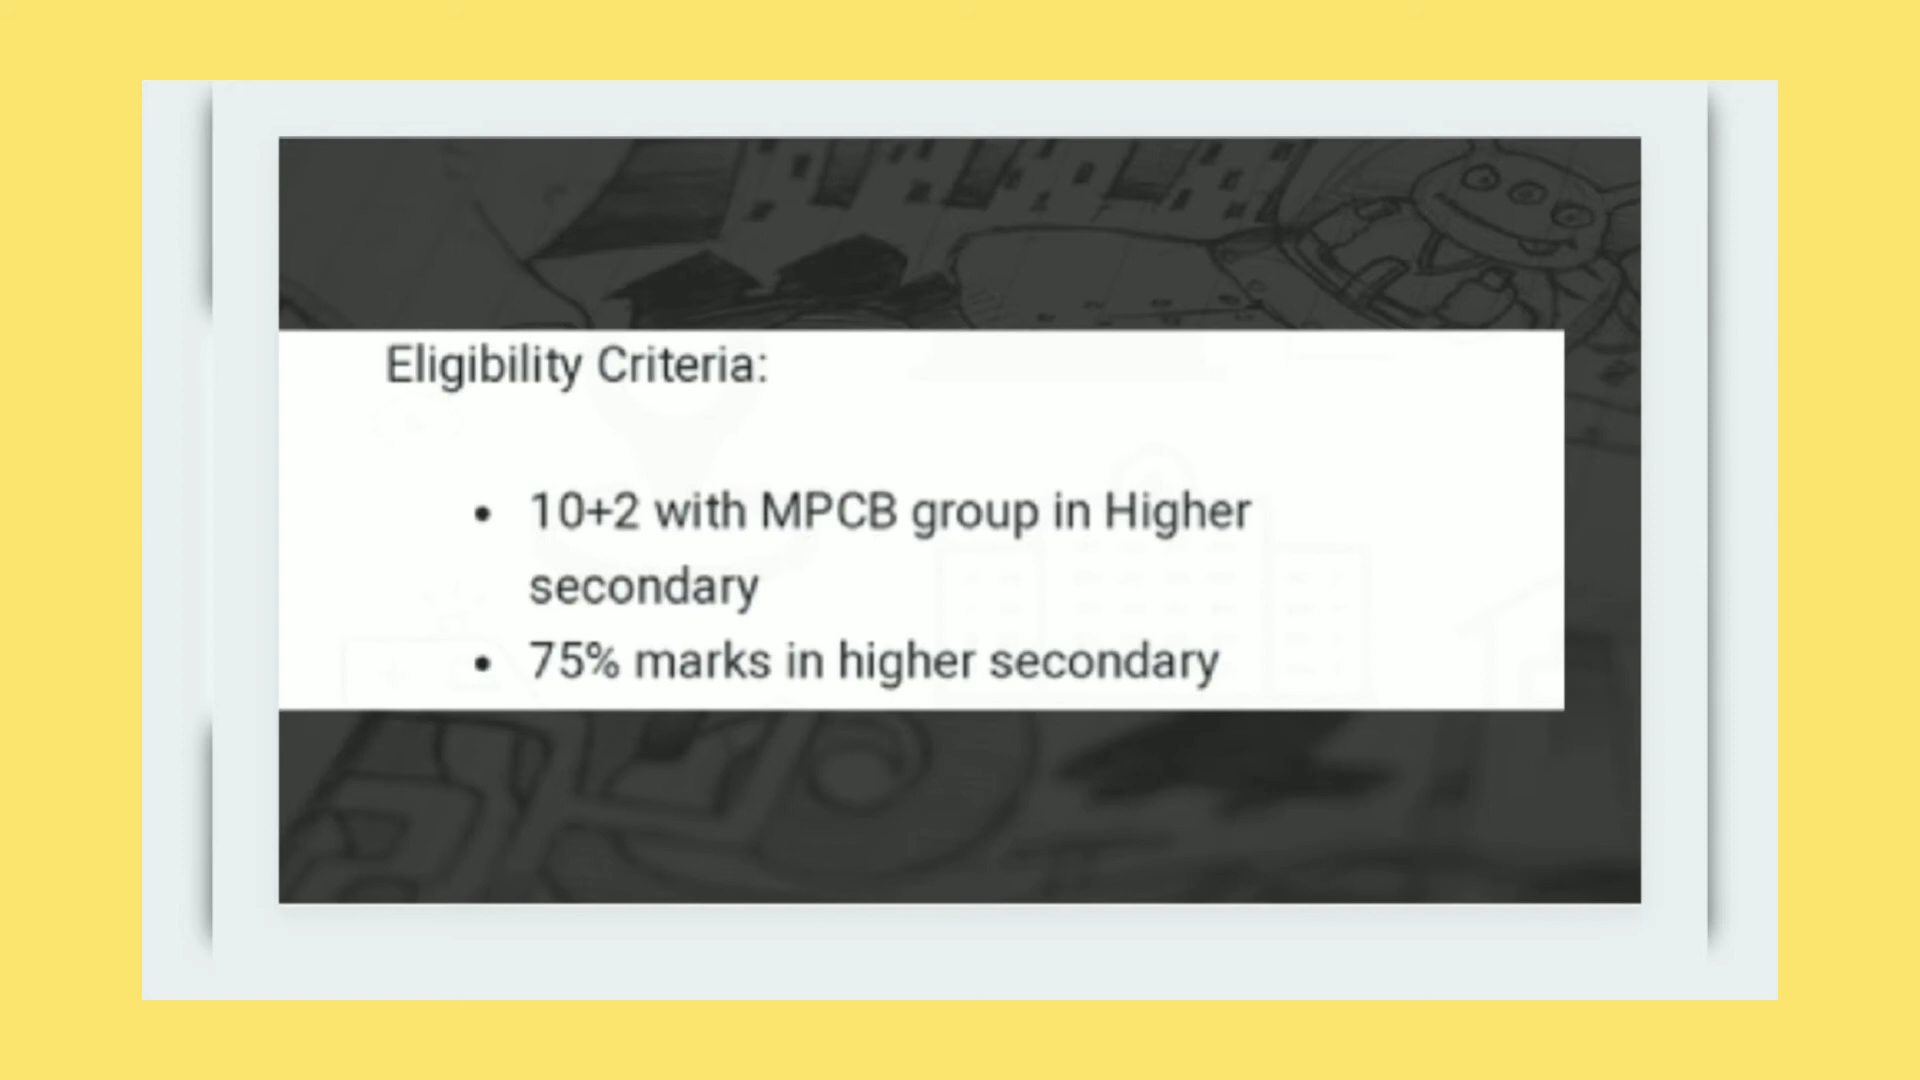 Eligibility Criteria:
• 10+2 with MPCB group in Higher
secondary
• 75% marks in higher secondary